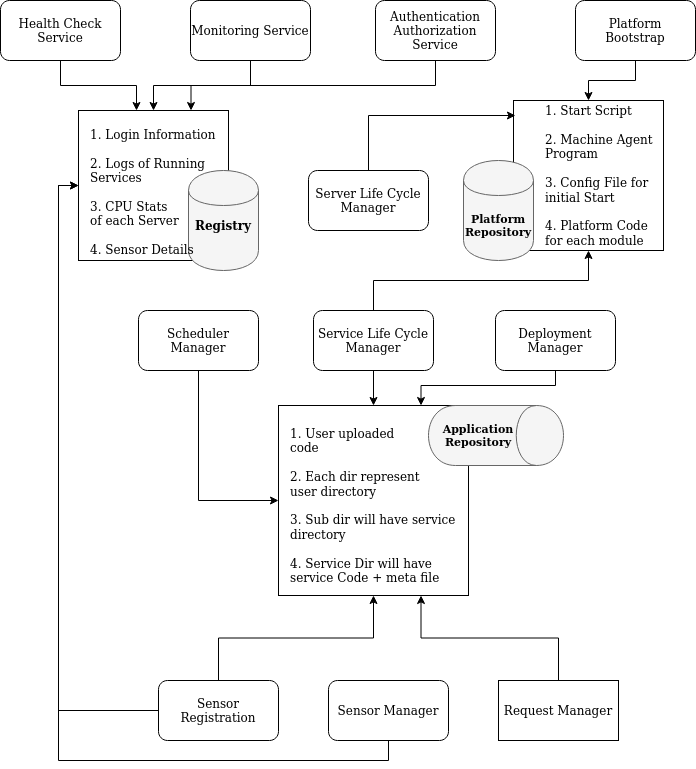 Health Check
Service
Monitoring Service
Authentication
Authorization
Service
Platform
Bootstrap
1. Login Information
2. Logs of Running
Services
3. CPU Stats
of each Server
4. Sensor Details
Registry
Server Life Cycle
Manager
1. Start Script
2. Machine Agent
Program
3. Config File for
initial Start
4. Platform Code
for each module
Platform
Repository
Scheduler
Manager
Service Life Cycle
Manager
Deployment
Manager
1. User uploaded
code
2. Each dir represent
user directory
3. Sub dir will have service
directory
4. Service Dir will have
service Code + meta file
Application
Repository
Sensor
Registration
Sensor Manager
Request Manager